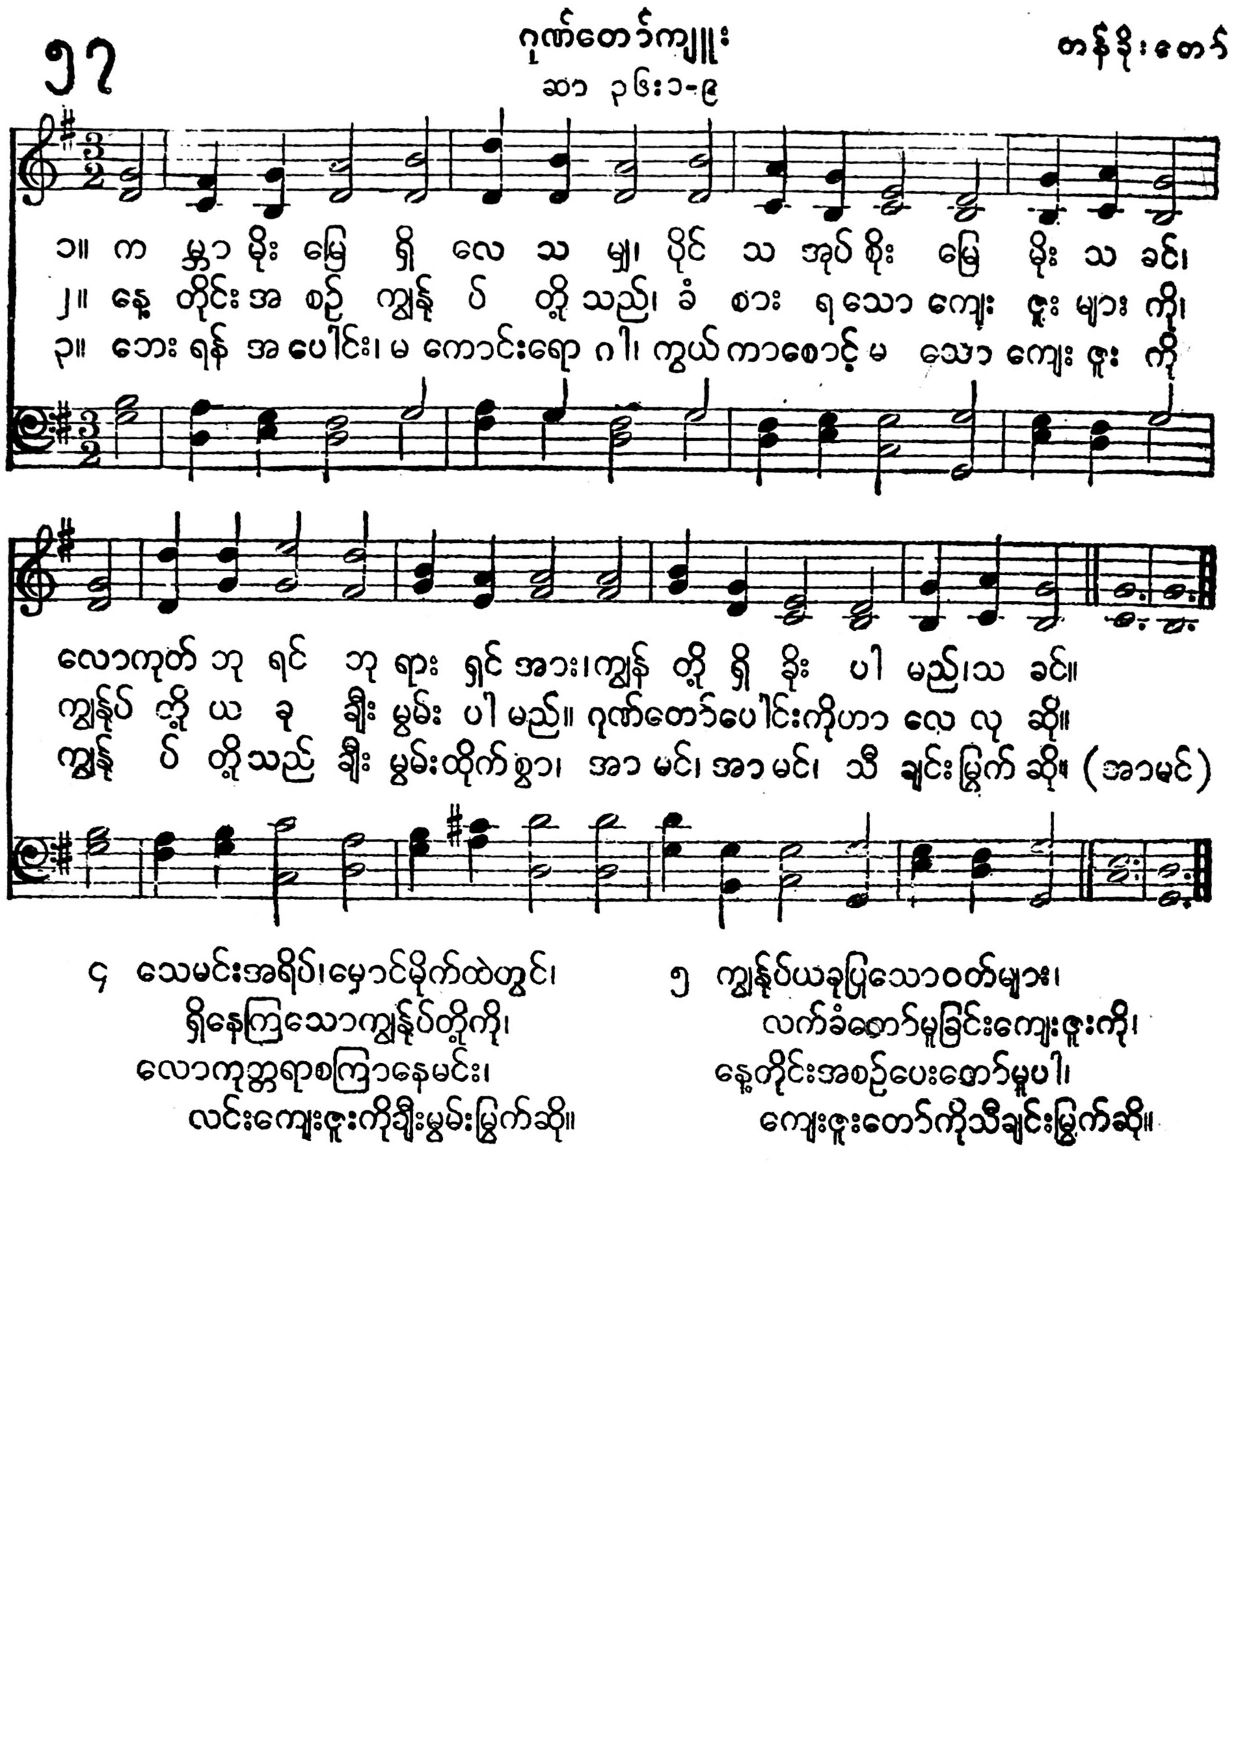 ၅၇
ဂုဏ်တော်ကျူး
တန်ခိုးတော်
ဆာ ၃၆း၁-၉
၁။ က မ္ဘာ မိုး မြေ ရှိ လေ သ မျှ၊ ပိုင် သ အုပ် စိုး မြေ မိုး သ ခင်၊
၂။ နေ့ တိုင်း အ စဉ် ကျွန်ုပ် တို့ သည်၊ ခံ စား ရ သော ကျေး ဇူး များ ကို၊
၃။ ဘေး ရန် အ ပေါင်း၊ မ ကောင်း ရော ဂါ၊ ကွယ် ကာ စောင့် မ သော ကျေး ဇူး ကို
လောကုတ် ဘု ရင် ဘု ရား ရှင် အား၊ ကျွန် တို့ ရှိ ခိုး ပါ မည်၊ သ ခင်။
ကျွန်ုပ် တို့ ယ ခု ချီး မွမ်း ပါ မည်။ ဂုဏ်တော်ပေါင်းကိုဟာ လေ လု ဆို။
ကျွန်ုပ် တို့ သည် ချီး မွမ်း ထိုက် စွာ၊ အာ မင်၊ အာ မင်၊ သီ ချင်း မြွက် ဆို။ (အာမင်)
၄ သေမင်းအရိပ်၊မှောင်မိုက်ထဲတွင်၊
ရှိနေကြသောကျွန်ုပ်တို့ကို၊
လောကုတ္တရာစကြာနေမင်း၊
လင်းကျေးဇူးကိုချီးမွမ်းမြွက်ဆို။
၅ ကျွန်ုပ်ယခုပြုသောဝတ်များ၊
လက်ခံတော်မူခြင်းကျေးဇူးကို၊
နေ့တိုင်းအစဉ်ပေးတော်မူပါ၊
ကျေးဇူးတော်ကိုသီချင်းမြွက်ဆို။